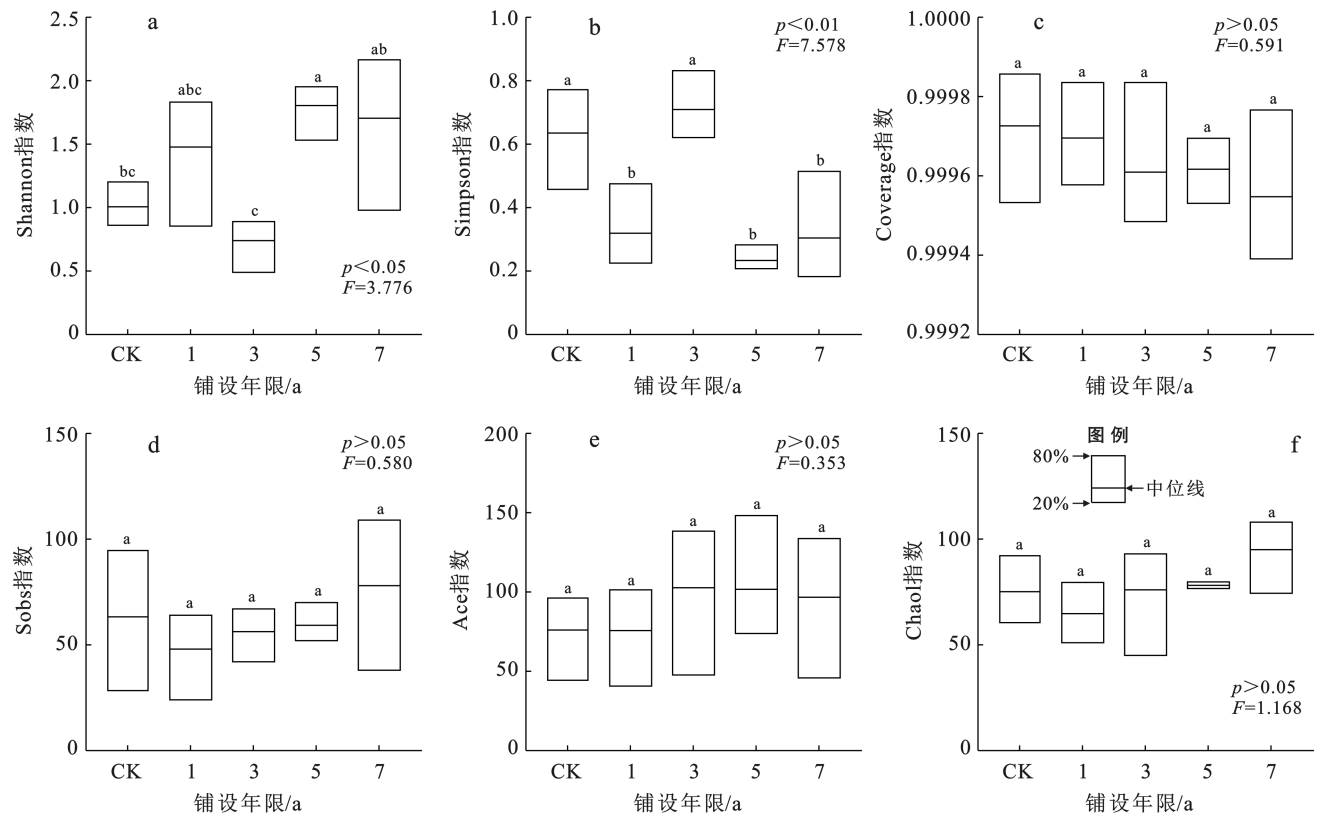 a
p<0.05
F=3.776
Shannon指数
2.5
2.0
1.5
1.0
0.5
0
bc
abc
c
a
ab
CK 1 3 5 7
铺设年限/a
b
p<0.01
F=7.578
Simpson指数
1.0
0.8
0.6
0.4
0.2
0
a
b
a
b
b
CK 1 3 5 7
铺设年限/a
c
p>0.05
F=0.591
Coverage指数
1.0000
0.9998
0.9996
0.9994
0.9992
a
a
a
a
a
CK 1 3 5 7
铺设年限/a
d
p>0.05
F=0.580
Sobs指数
150
100
50
0
a
a
a
a
a
CK 1 3 5 7
铺设年限/a
e
p>0.05
F=0.353
Ace指数
200
150
100
50
0
a
a
a
a
a
CK 1 3 5 7
铺设年限/a
f
图例
80%
中位线
20%
p>0.05
F=1.168
Chaol指数
150
100
50
0
a
a
a
a
a
CK 1 3 5 7
铺设年限/a